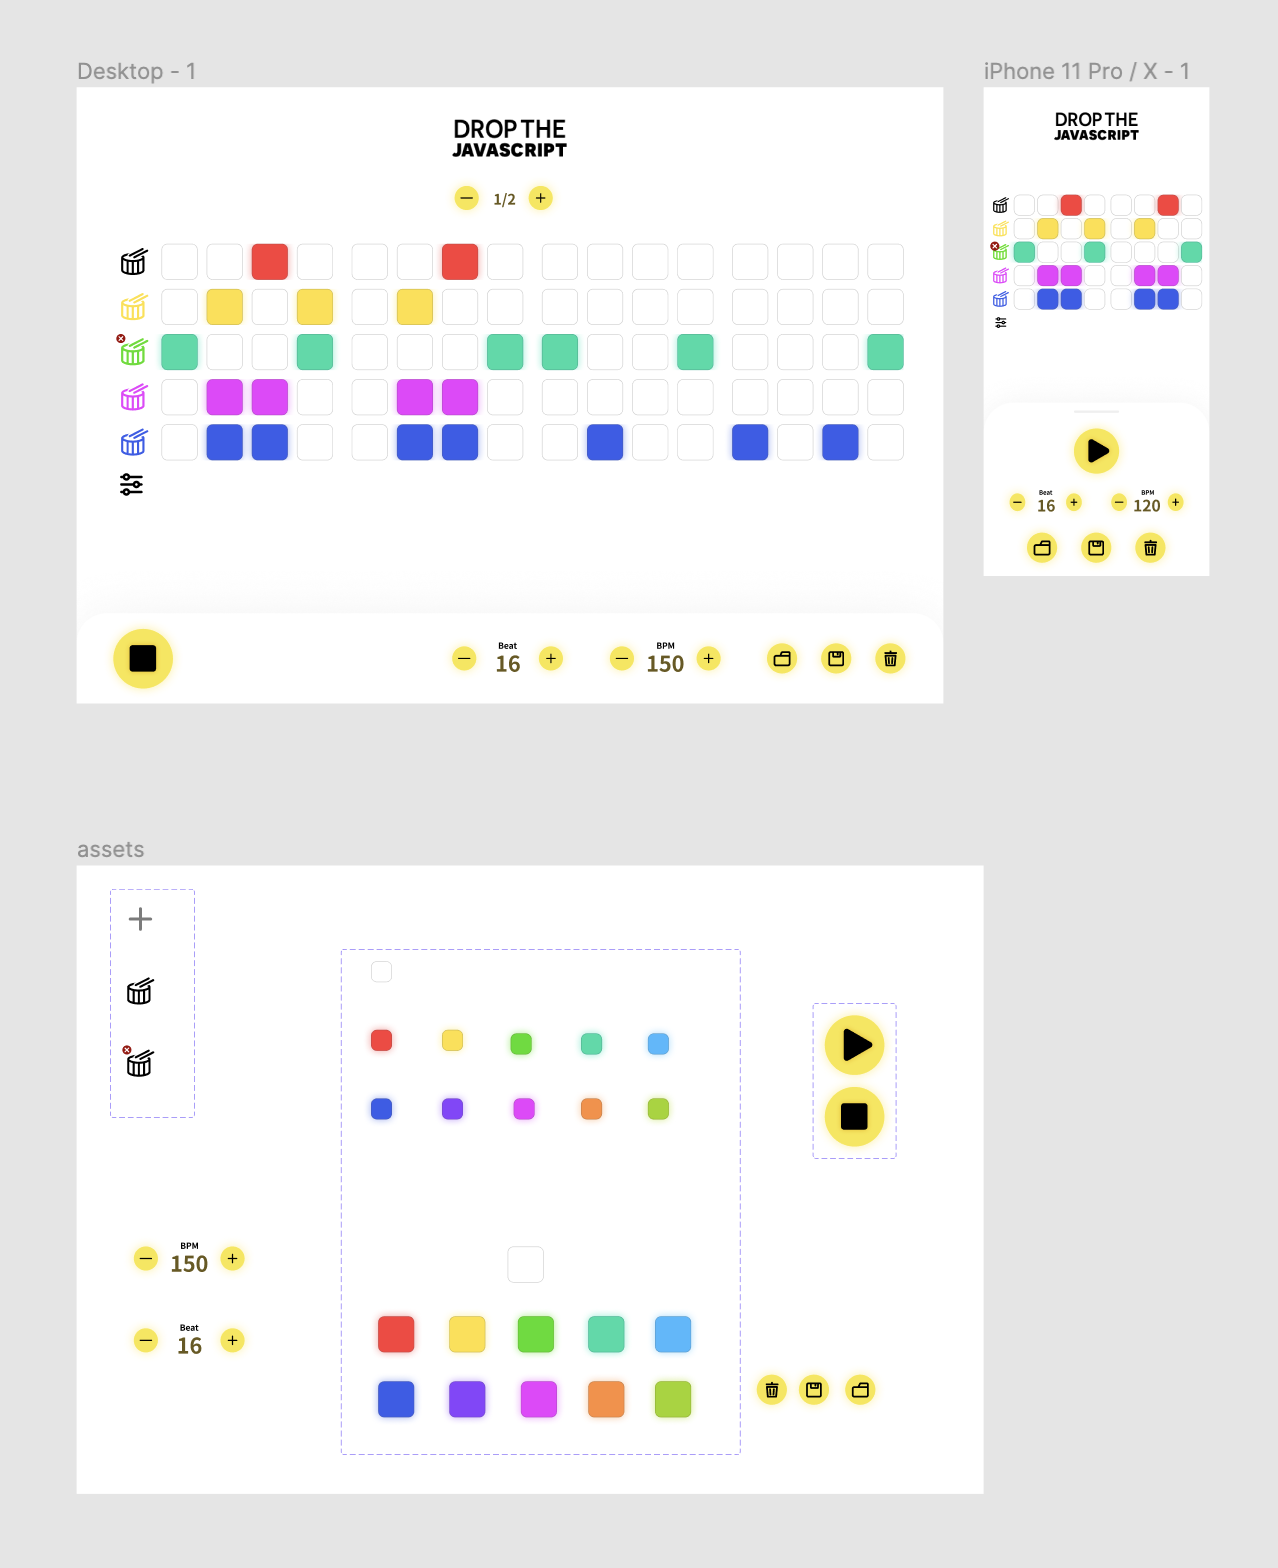 Desktop - 1
DROP THE
JAVASCRIPT
1/2
Beat
16
BPM
150
iPhone 11 Pro / X - 1
DROP THE
JAVASCRIPT
Beat
16
BPM
120
assets
BPM
150
Beat
16